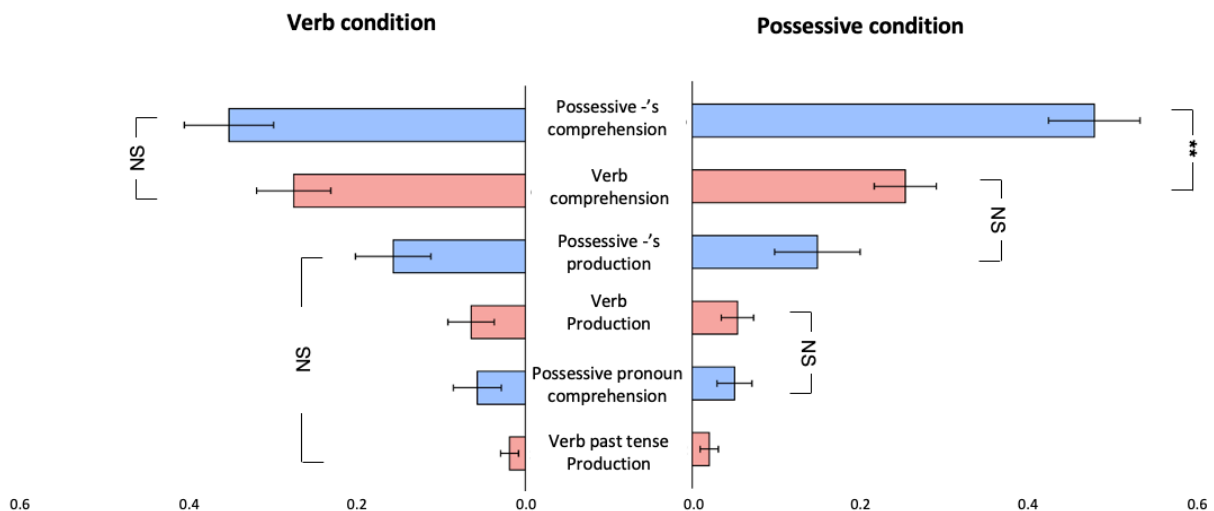 Verb condition
Possessive condition
Possessive -'s
comprehension
Verb
comprehension
Possessive -'s
production
Verb
Production
Possessive pronoun
comprehension
Verb past tense
Production
NS
NS
**
NS
NS
0.6
0.4
0.2
0.0
0.0
0.2
0.4
0.6